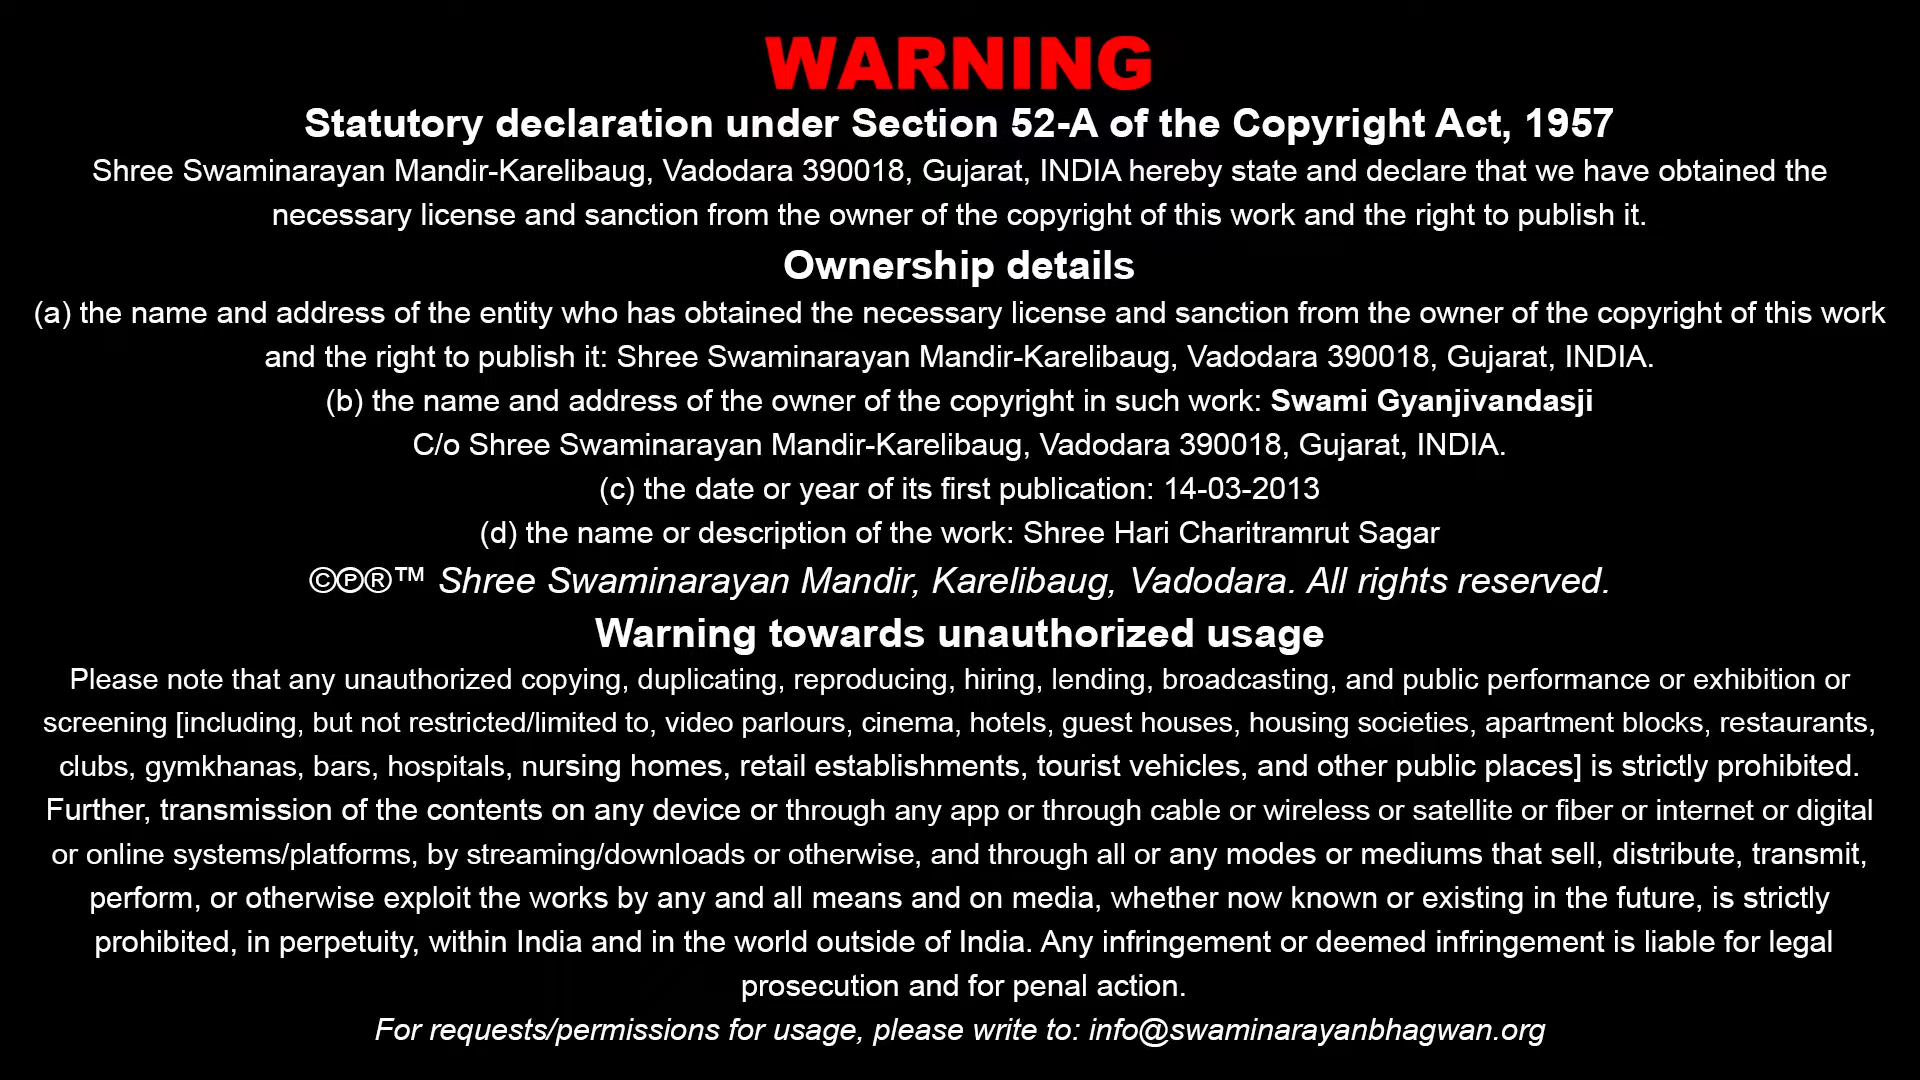 WARNING
Statutory declaration under Section 52-A of the Copyright Act, 1957
Shree Swaminarayan Mandir-Karelibaug, Vadodara 390018, Gujarat, INDIA hereby state and declare that we have obtained the
necessary license and sanction from the owner of the copyright of this work and the right to publish it.
Ownership details
(a) the name and address of the entity who has obtained the necessary license and sanction from the owner of the copyright of this work
and the right to publish it: Shree Swaminarayan Mandir-Karelibaug, Vadodara 390018, Gujarat, INDIA.
(b) the name and address of the owner of the copyright in such work: Swami Gyanjivandasji
C/o Shree Swaminarayan Mandir-Karelibaug, Vadodara 390018, Gujarat, INDIA.
(c) the date or year of its first publication: 14-03-2013
(d) the name or description of the work: Shree Hari Charitramrut Sagar
©℗®™ Shree Swaminarayan Mandir, Karelibaug, Vadodara. All rights reserved.
Warning towards unauthorized usage
Please note that any unauthorized copying, duplicating, reproducing, hiring, lending, broadcasting, and public performance or exhibition or
screening [including, but not restricted/limited to, video parlours, cinema, hotels, guest houses, housing societies, apartment blocks, restaurants,
clubs, gymkhanas, bars, hospitals, nursing homes, retail establishments, tourist vehicles, and other public places] is strictly prohibited.
Further, transmission of the contents on any device or through any app or through cable or wireless or satellite or fiber or internet or digital
or online systems/platforms, by streaming/downloads or otherwise, and through all or any modes or mediums that sell, distribute, transmit,
perform, or otherwise exploit the works by any and all means and on media, whether now known or existing in the future, is strictly
prohibited, in perpetuity, within India and in the world outside of India. Any infringement or deemed infringement is liable for legal
prosecution and for penal action.
For requests/permissions for usage, please write to: info@swaminarayanbhagwan.org